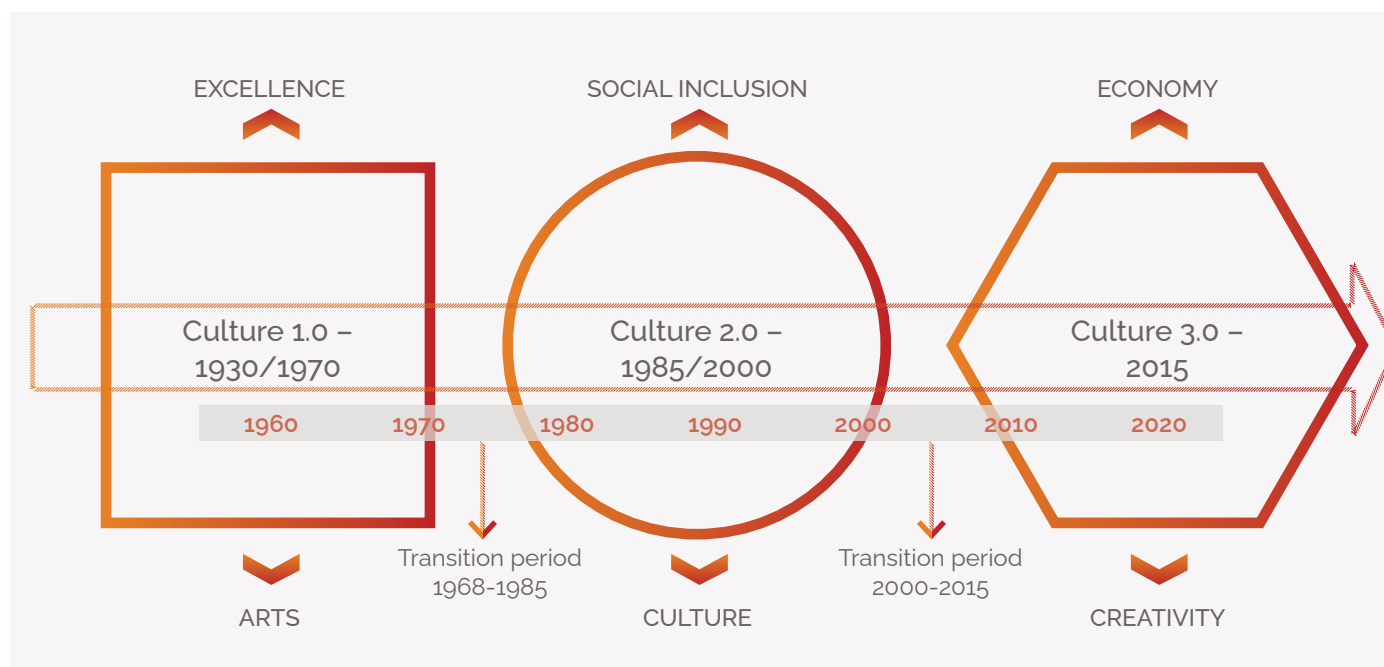 EXCELLENCE
SOCIAL INCLUSION
ECONOMY
Culture 1.0 –
1930/1970
Culture 2.0 –
1985/2000
Culture 3.0 –
2015
1960 1970 1980 1990 2000 2010 2020
Transition period
1968-1985
Transition period
2000-2015
ARTS
CULTURE
CREATIVITY